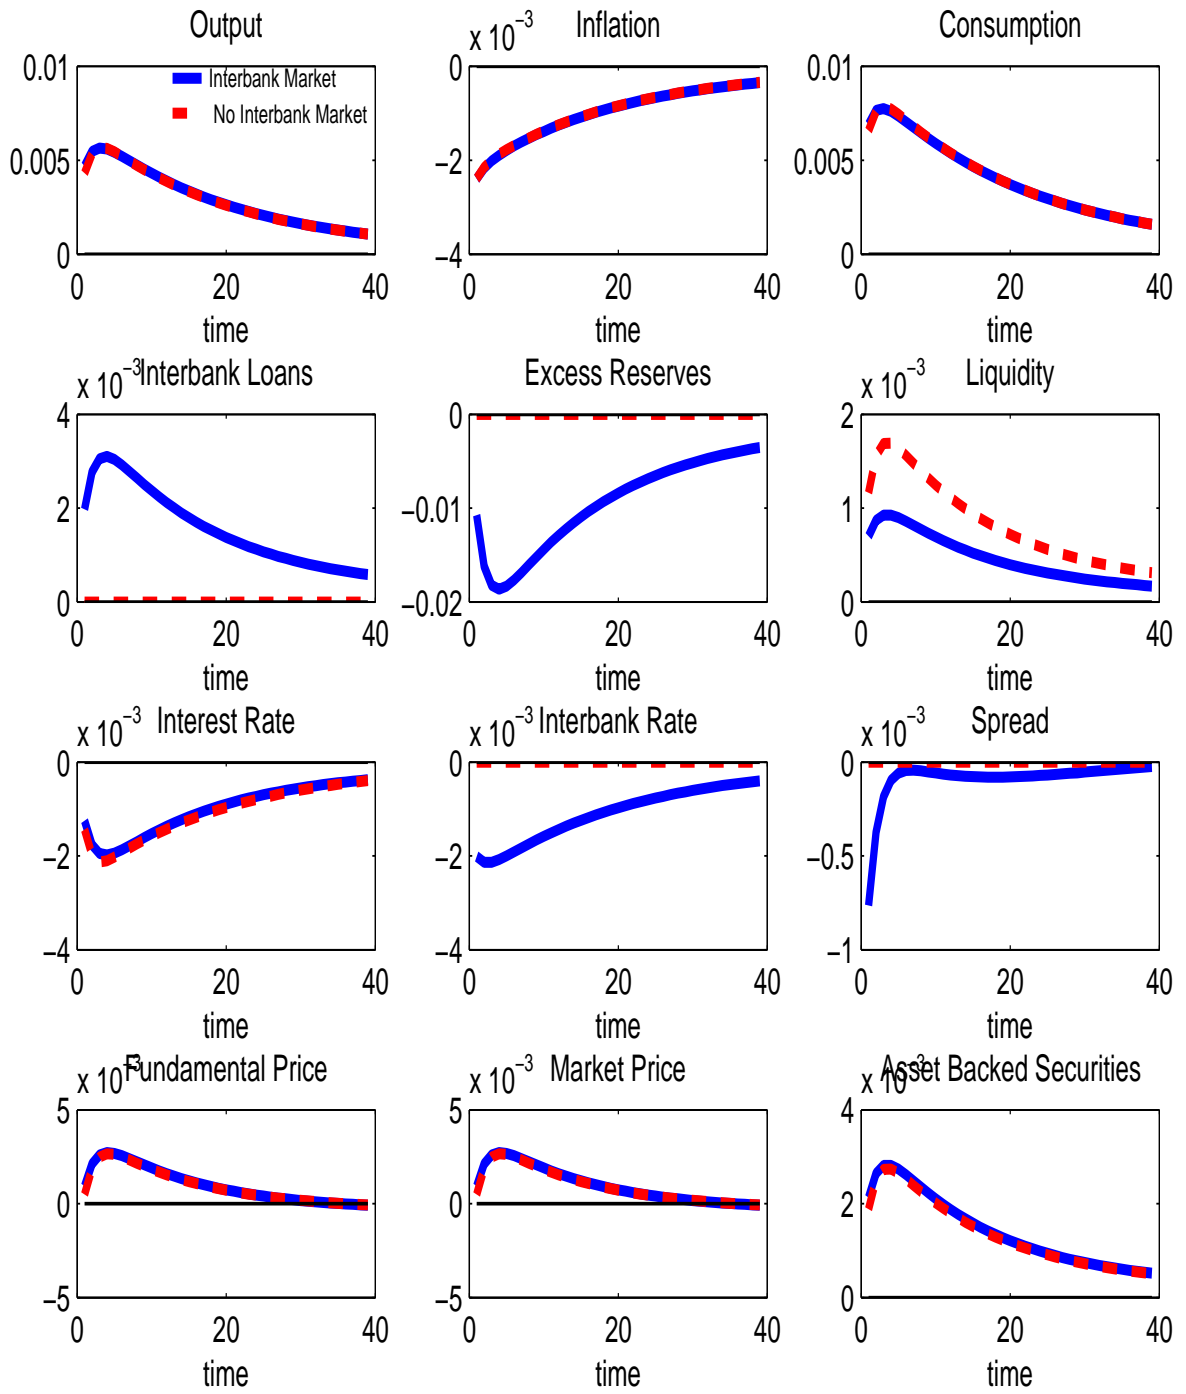 Output
0.01
0.005
0
0 20 40
time
Interbank Market
No Interbank Market
x 10⁻³ Inflation
0
−2
−4
0 20 40
time
Consumption
0.01
0.005
0
0 20 40
time
x 10⁻³ Interbank Loans
4
2
0
0 20 40
time
Excess Reserves
0
−0.01
−0.02
0 20 40
time
x 10⁻³ Liquidity
2
1
0
0 20 40
time
x 10⁻³ Interest Rate
0
−2
−4
0 20 40
time
x 10⁻³ Interbank Rate
0
−2
−4
0 20 40
time
x 10⁻³ Spread
0
−0.5
−1
0 20 40
time
x 10⁻³ Fundamental Price
5
0
−5
0 20 40
time
x 10⁻³ Market Price
5
0
−5
0 20 40
time
x 10⁻³ Asset Backed Securities
4
2
0
0 20 40
time